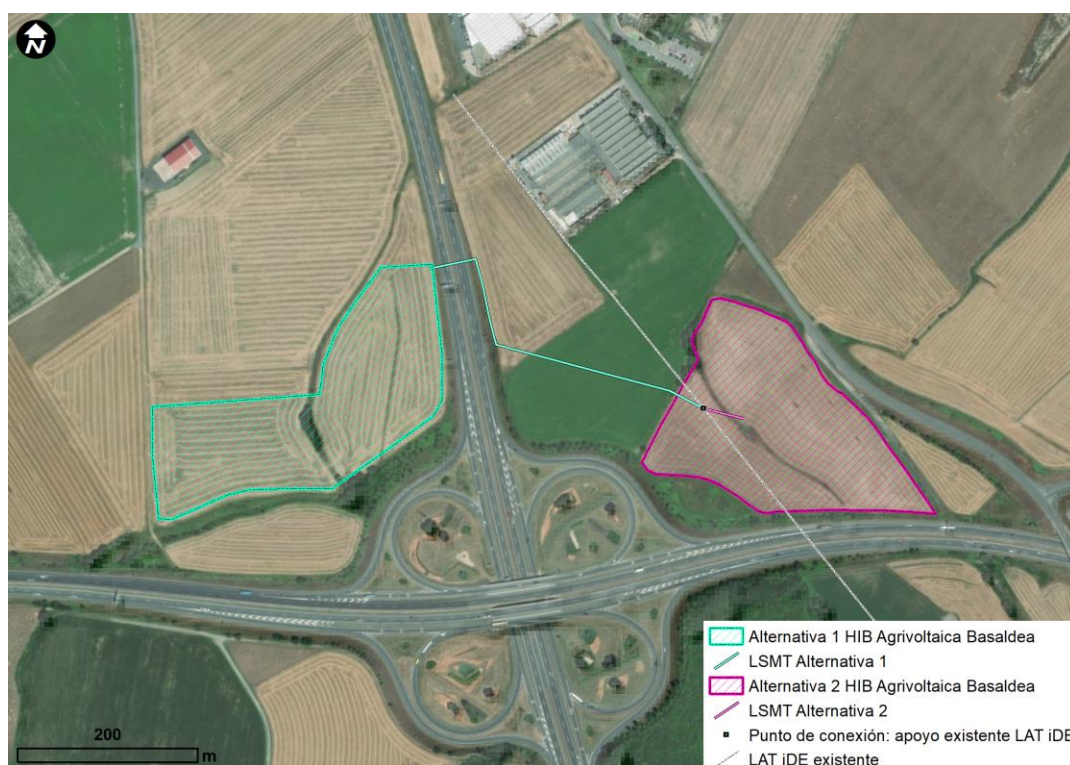 N
Alternativa 1 HIB Agrivoltaica Basaldea
LSMT Alternativa 1
Alternativa 2 HIB Agrivoltaica Basaldea
LSMT Alternativa 2
Punto de conexión: apoyo existente LAT iDE
LAT iDE existente
200
m